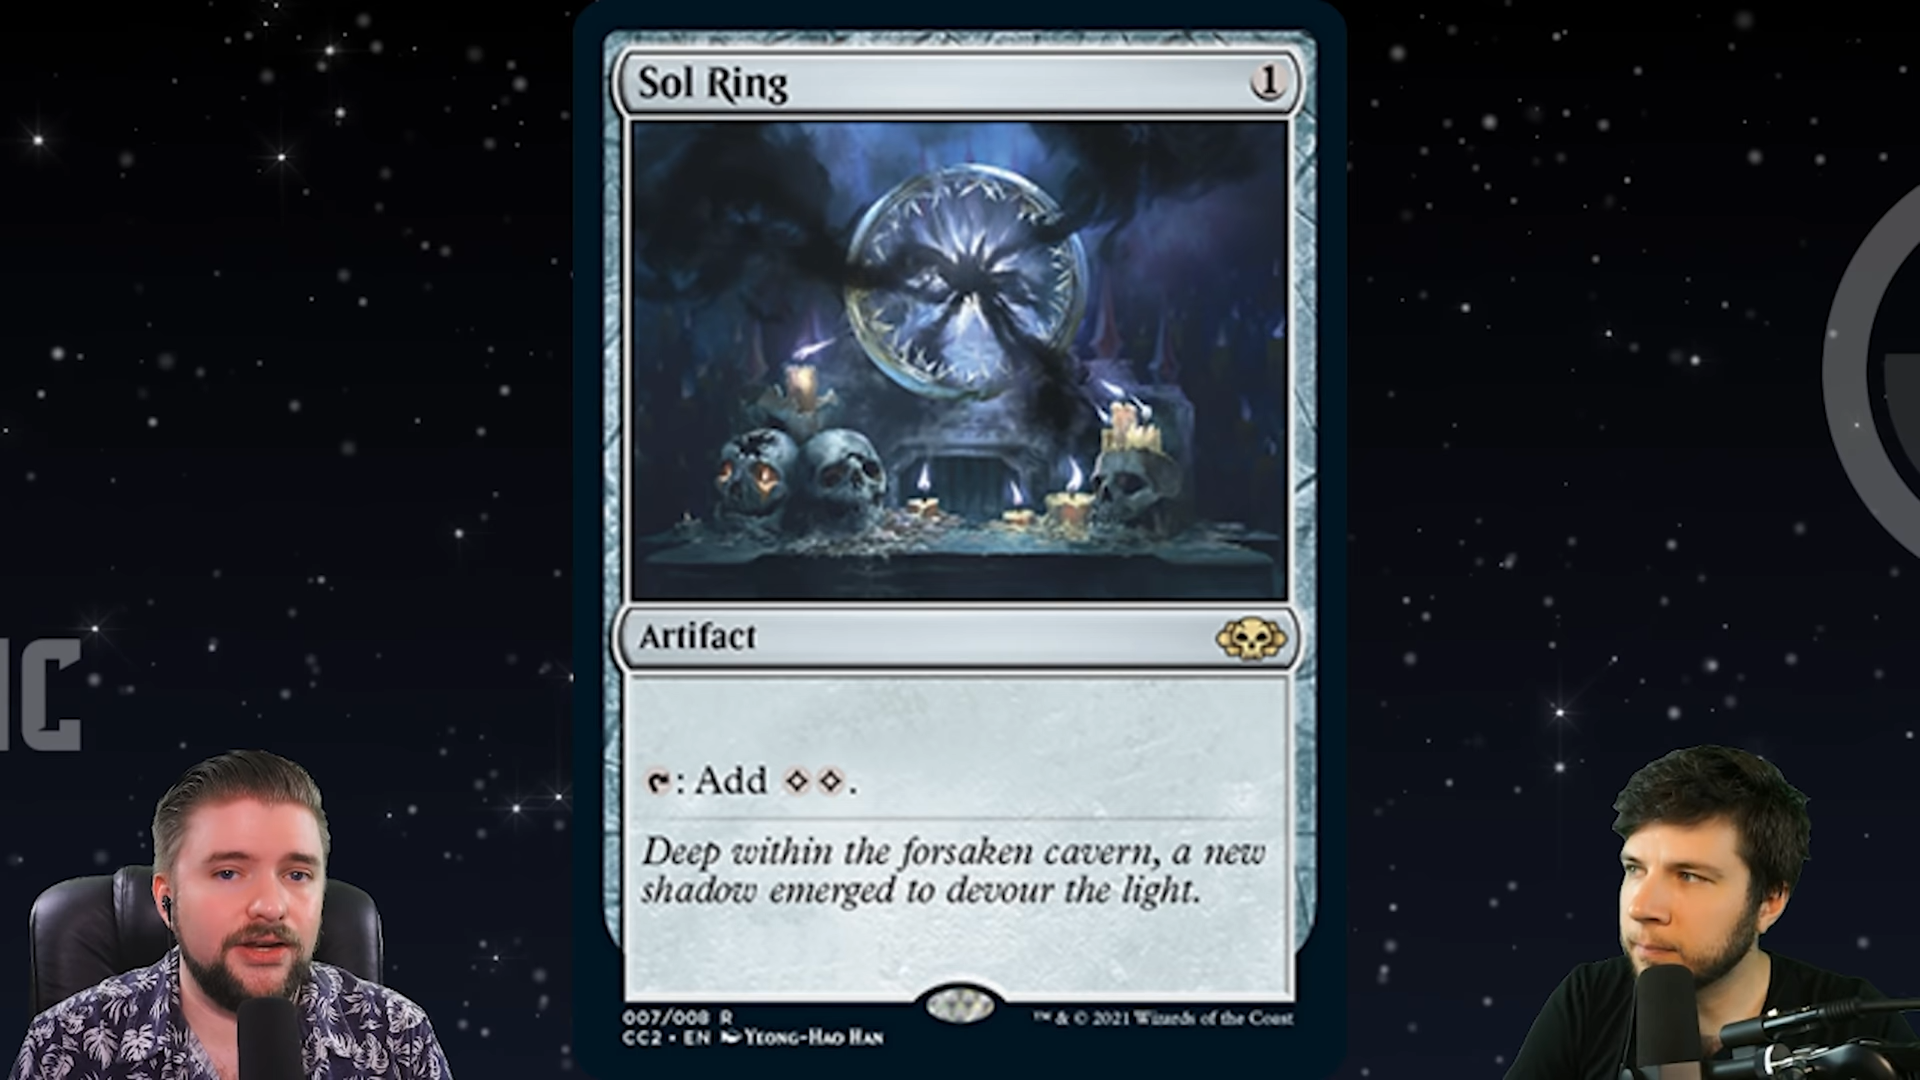 Sol Ring
1
Artifact
: Add .
Deep within the forsaken cavern, a new
shadow emerged to devour the light.
007/008 R
™ & © 2021 Wizards of the Coast
CC2 • EN Yeong-Hao Han
IC